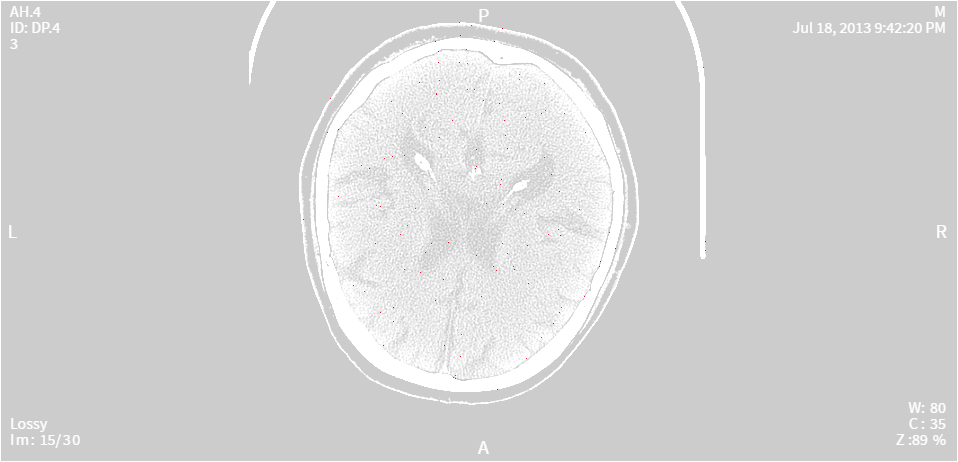 AH.4
ID: DP.4
3
P
M
Jul 18, 2013 9:42:20 PM
L
R
Lossy
Im: 15/30
A
W: 80
C: 35
Z:89 %